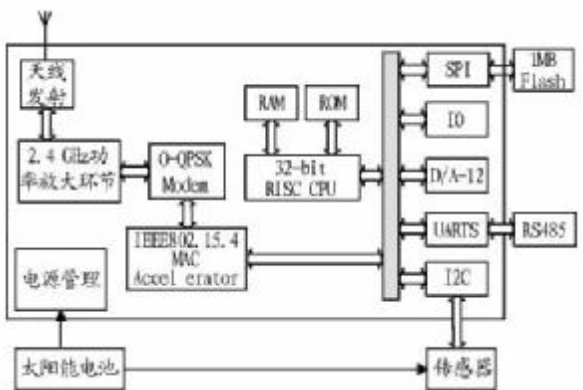 天线
发射
2.4 GHz功
率放大环节
O-QPSK
Modem
IEEE802.15.4
MAC
Accelerator
电源管理
太阳能电池
RAM
ROM
32-bit
RISC CPU
SPI
1MB
Flash
IO
D/A-12
UARTS
RS485
I2C
传感器